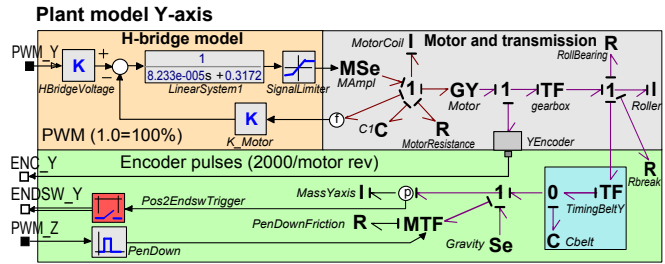 Plant model Y-axis
H-bridge model
Motor and transmission
PWM_Y
K
HBridgeVoltage
+
−
1
8.233e-005s + 0.3172
LinearSystem1
SignalLimiter
MSe
MAmpl
MotorCoil
I
1
GY
Motor
1
TF
gearbox
1
I
Roller
R
RollBearing
K
K_Motor
f
C1
C
R
MotorResistance
YEncoder
R
Rbreak
PWM (1.0=100%)
ENC_Y
Encoder pulses (2000/motor rev)
ENDSW_Y
Pos2EndswTrigger
MassYaxis
I
p
1
0
TF
TimingBeltY
C
Cbelt
PenDownFriction
R
MTF
Gravity
Se
PWM_Z
PenDown